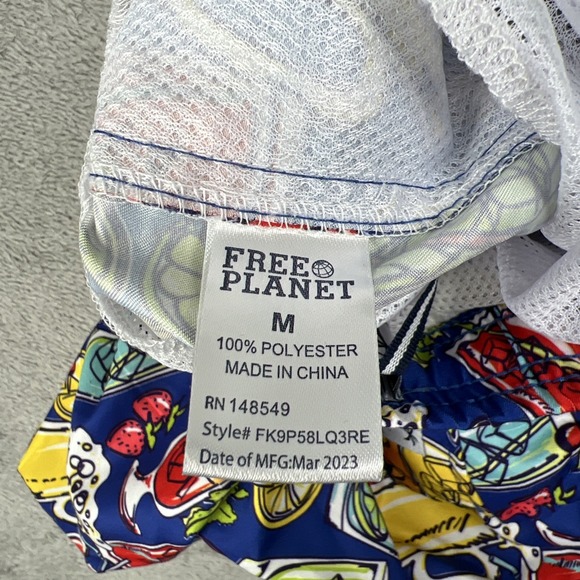 FREE
PLANET
M
100% POLYESTER
MADE IN CHINA
RN 148549
Style# FK9P58LQ3RE
Date of MFG:Mar 2023